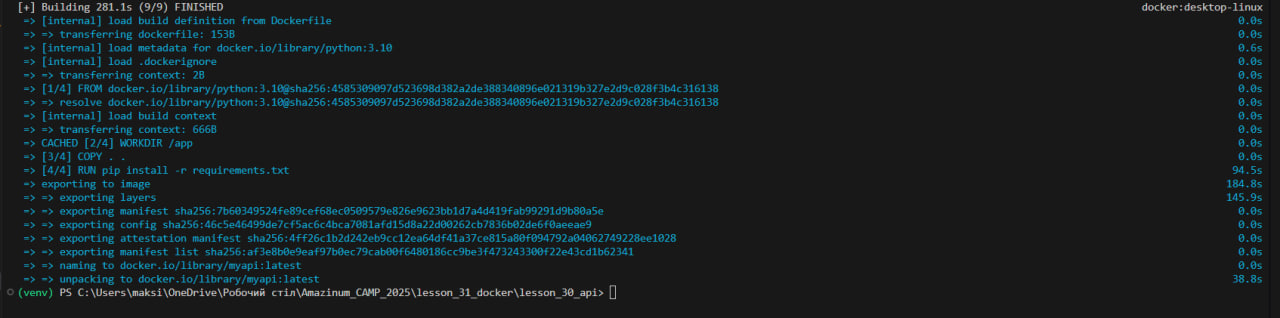 [+] Building 281.1s (9/9) FINISHED docker:desktop-linux
=> [internal] load build definition from Dockerfile 0.0s
=> => transferring dockerfile: 153B 0.0s
=> [internal] load metadata for docker.io/library/python:3.10 0.6s
=> [internal] load .dockerignore 0.0s
=> => transferring context: 2B 0.0s
=> [1/4] FROM docker.io/library/python:3.10@sha256:4585309097d523698d382a2de388340896e021319b327e2d9c028f3b4c316138 0.0s
=> => resolve docker.io/library/python:3.10@sha256:4585309097d523698d382a2de388340896e021319b327e2d9c028f3b4c316138 0.0s
=> [internal] load build context 0.0s
=> => transferring context: 666B 0.0s
=> CACHED [2/4] WORKDIR /app 0.0s
=> [3/4] COPY . . 0.0s
=> [4/4] RUN pip install -r requirements.txt 94.5s
=> exporting to image 184.8s
=> => exporting layers 145.9s
=> => exporting manifest sha256:7b60349524fe89cef68ec0509579e826e9623bb1d7a4d419fab99291d9b80a5e 0.0s
=> => exporting config sha256:46c5e46499de7cf5ac6c4bca7081afd15d8a22d00262cb7836b02de6f0aeeae9 0.0s
=> => exporting attestation manifest sha256:4ff26c1b2d242eb9cc12ea64df41a37ce815a80f094792a04062749228ee1028 0.0s
=> => exporting manifest list sha256:af3e8b0e9eaf97b0ec79cab00f6480186cc9be3f473243300f22e43cd1b62341 0.0s
=> => naming to docker.io/library/myapi:latest 0.0s
=> => unpacking to docker.io/library/myapi:latest 38.8s
(venv) PS C:\Users\maksi\OneDrive\Робочий стіл\Amazinum_CAMP_2025\lesson_31_docker\lesson_30_api>